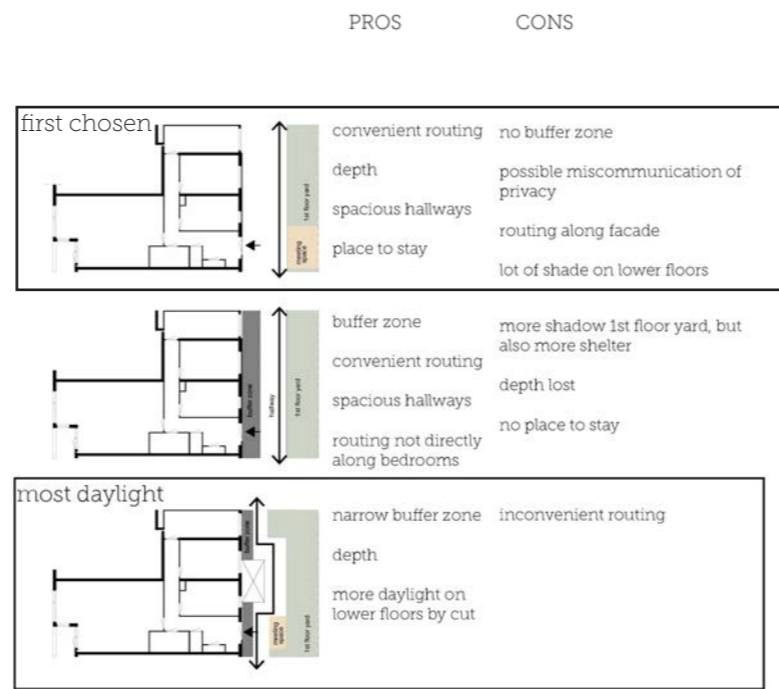 PROS
CONS
first chosen
1st floor yard
meeting
space
convenient routing
depth
spacious hallways
place to stay
no buffer zone
possible miscommunication of
privacy
routing along facade
lot of shade on lower floors
buffer zone
hallway
1st floor yard
buffer zone
convenient routing
spacious hallways
routing not directly
along bedrooms
more shadow 1st floor yard, but
also more shelter
depth lost
no place to stay
most daylight
buffer zone
meeting
space
1st floor yard
narrow buffer zone
depth
more daylight on
lower floors by cut
inconvenient routing